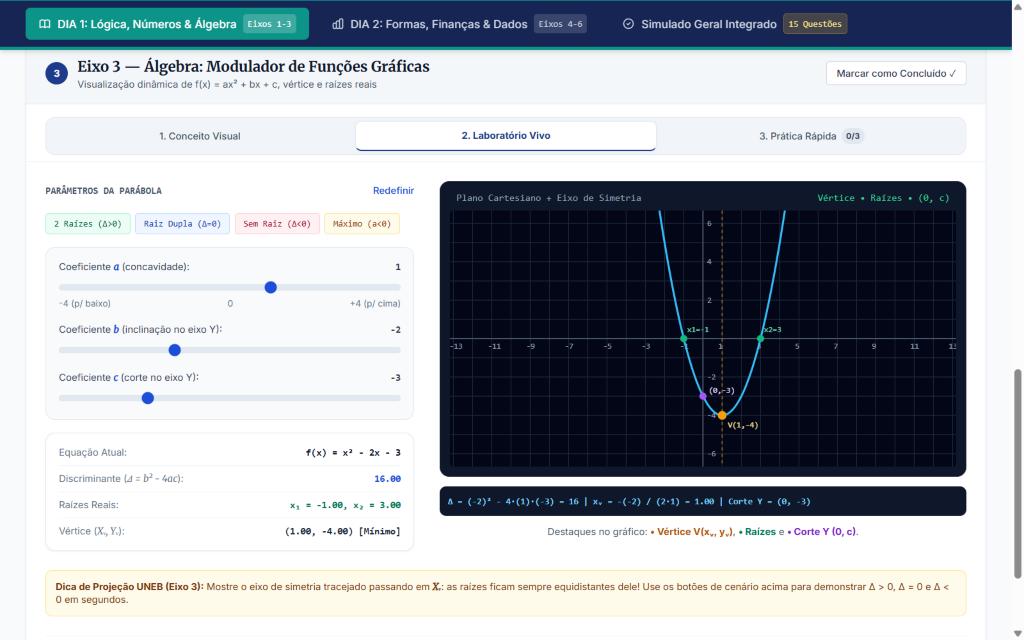 DIA 1: Lógica, Números & Álgebra Eixos 1-3
DIA 2: Formas, Finanças & Dados Eixos 4-6
Simulado Geral Integrado 15 Questões
3
Eixo 3 — Álgebra: Modulador de Funções Gráficas
Visualização dinâmica de f(x) = ax² + bx + c, vértice e raízes reais
Marcar como Concluído ✓
1. Conceito Visual
2. Laboratório Vivo
3. Prática Rápida 0/3
PARÂMETROS DA PARÁBOLA
Redefinir
2 Raízes (Δ>0)
Raiz Dupla (Δ=0)
Sem Raiz (Δ<0)
Máximo (a<0)
Coeficiente a (concavidade): 1
-4 (p/ baixo) 0 +4 (p/ cima)
Coeficiente b (inclinação no eixo Y): -2
Coeficiente c (corte no eixo Y): -3
Equação Atual: f(x) = x² - 2x - 3
Discriminante (Δ = b² − 4ac): 16.00
Raízes Reais: x₁ = -1.00, x₂ = 3.00
Vértice (Xᵥ, Yᵥ): (1.00, -4.00) [Mínimo]
Plano Cartesiano + Eixo de Simetria
Vértice • Raízes • (0, c)
6
4
2
x1=-1
x2=3
-13 -11 -9 -7 -5 -3 -1 1 3 5 7 9 11 13
-2
(0,-3)
-4
V(1,-4)
-6
Δ = (-2)² - 4·(1)·(-3) = 16 | xᵥ = -(-2) / (2·1) = 1.00 | Corte Y = (0, -3)
Destaques no gráfico: • Vértice V(xᵥ, yᵥ), • Raízes e • Corte Y (0, c).
Dica de Projeção UNEB (Eixo 3): Mostre o eixo de simetria tracejado passando em Xᵥ: as raízes ficam sempre equidistantes dele! Use os botões de cenário acima para demonstrar Δ > 0, Δ = 0 e Δ <
0 em segundos.